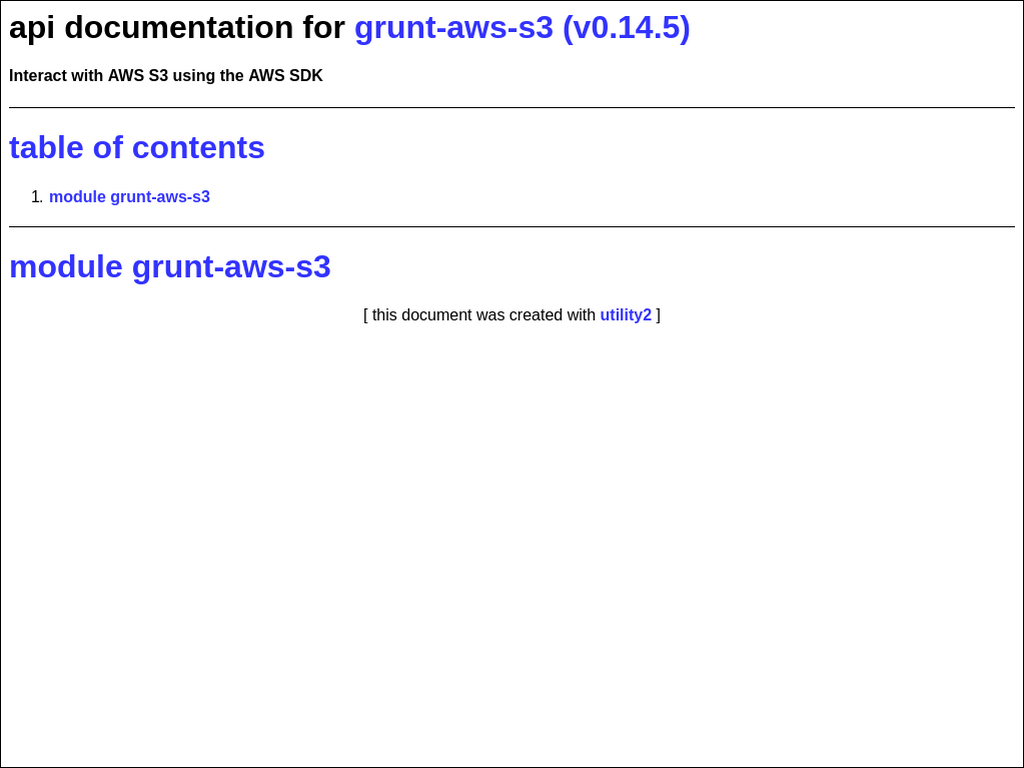 api documentation for grunt-aws-s3 (v0.14.5)
Interact with AWS S3 using the AWS SDK
table of contents
1. module grunt-aws-s3
module grunt-aws-s3
[ this document was created with utility2 ]